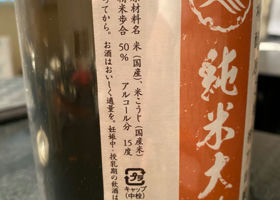 純米大
原材料名 米（国産）、米こうじ（国産米）
精米歩合 50% アルコール分 15度
お酒はおいしく適量を。妊娠中・授乳期の飲酒は
てから。
キャップ（中栓）